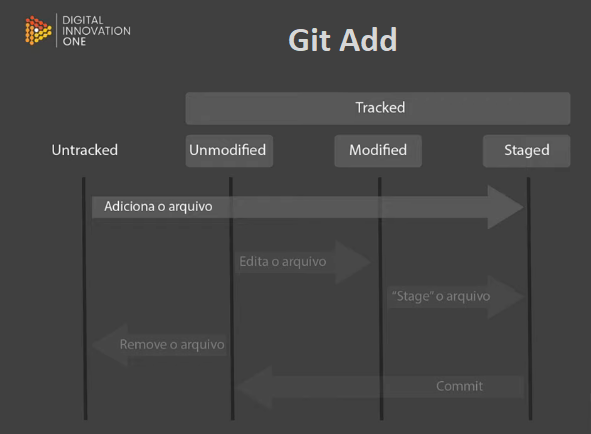 DIGITAL
INNOVATION
ONE
Git Add
Tracked
Untracked
Unmodified
Modified
Staged
Adiciona o arquivo
Edita o arquivo
"Stage" o arquivo
Remove o arquivo
Commit